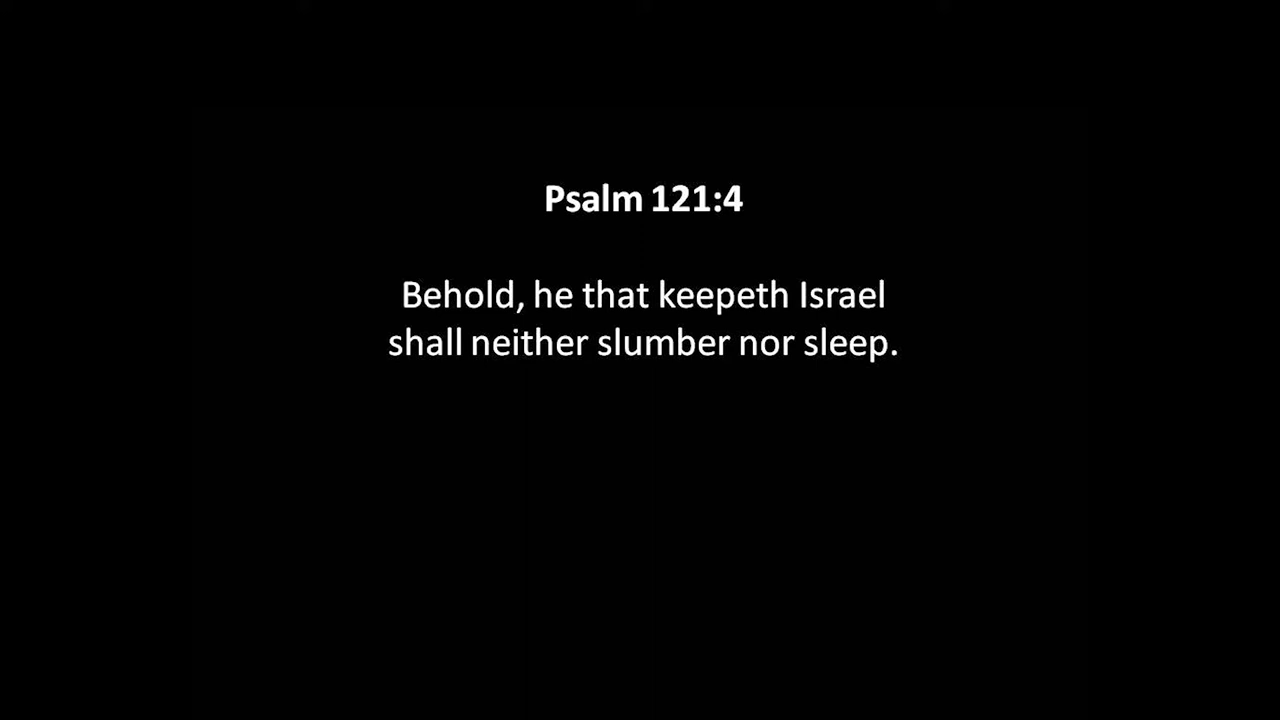 Psalm 121:4
Behold, he that keepeth Israel
shall neither slumber nor sleep.